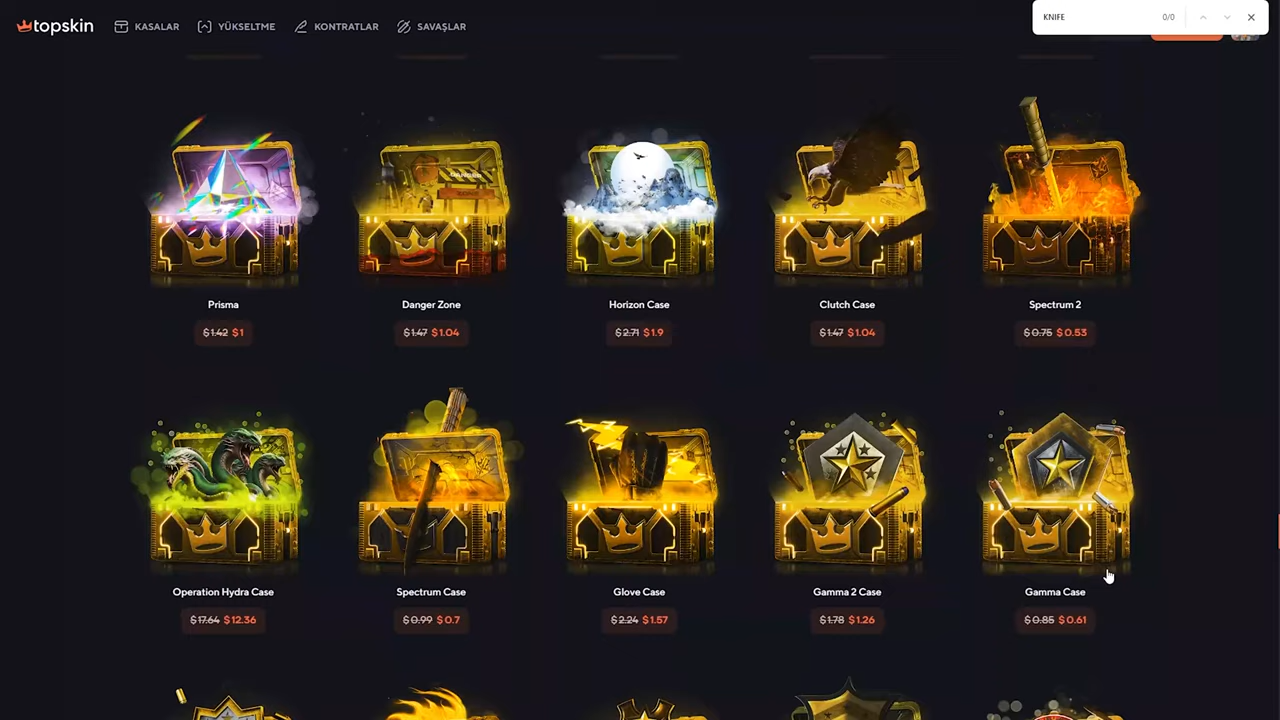 topskin
KASALAR
YÜKSELTME
KONTRATLAR
SAVAŞLAR
KNIFE
0/0
Prisma
Danger Zone
Horizon Case
Clutch Case
Spectrum 2
$1.42 $1
$1.47 $1.04
$2.71 $1.9
$1.47 $1.04
$0.75 $0.53
Operation Hydra Case
Spectrum Case
Glove Case
Gamma 2 Case
Gamma Case
$17.64 $12.36
$0.99 $0.7
$2.24 $1.57
$1.78 $1.26
$0.85 $0.61